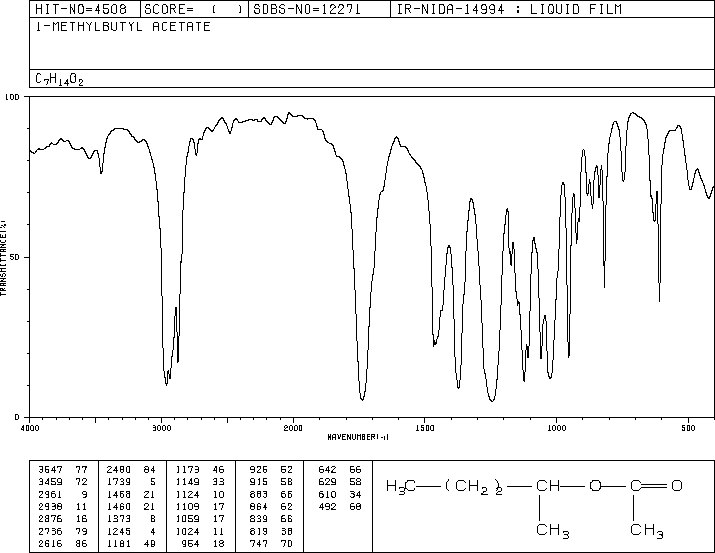 HIT-NO=4508 SCORE= ( ) SDBS-NO=12271 IR-NIDA-14994 : LIQUID FILM
1-METHYLBUTYL ACETATE
C7H14O2
100
50
0
TRANSMITTANCE(%)
4000 3000 2000 1500 1000 500
WAVENUMBER(-1)
3547 77 2480 84 1173 46 926 52 642 56
3459 72 1739 5 1149 33 915 58 629 58
2961 9 1468 21 1124 10 883 66 610 34
2938 11 1460 21 1109 17 864 62 492 68
2876 16 1373 8 1059 17 839 66
2736 79 1245 4 1024 11 819 38
2616 86 1181 49 954 18 747 70
H3C (CH2)2 CH O C O
CH3 CH3